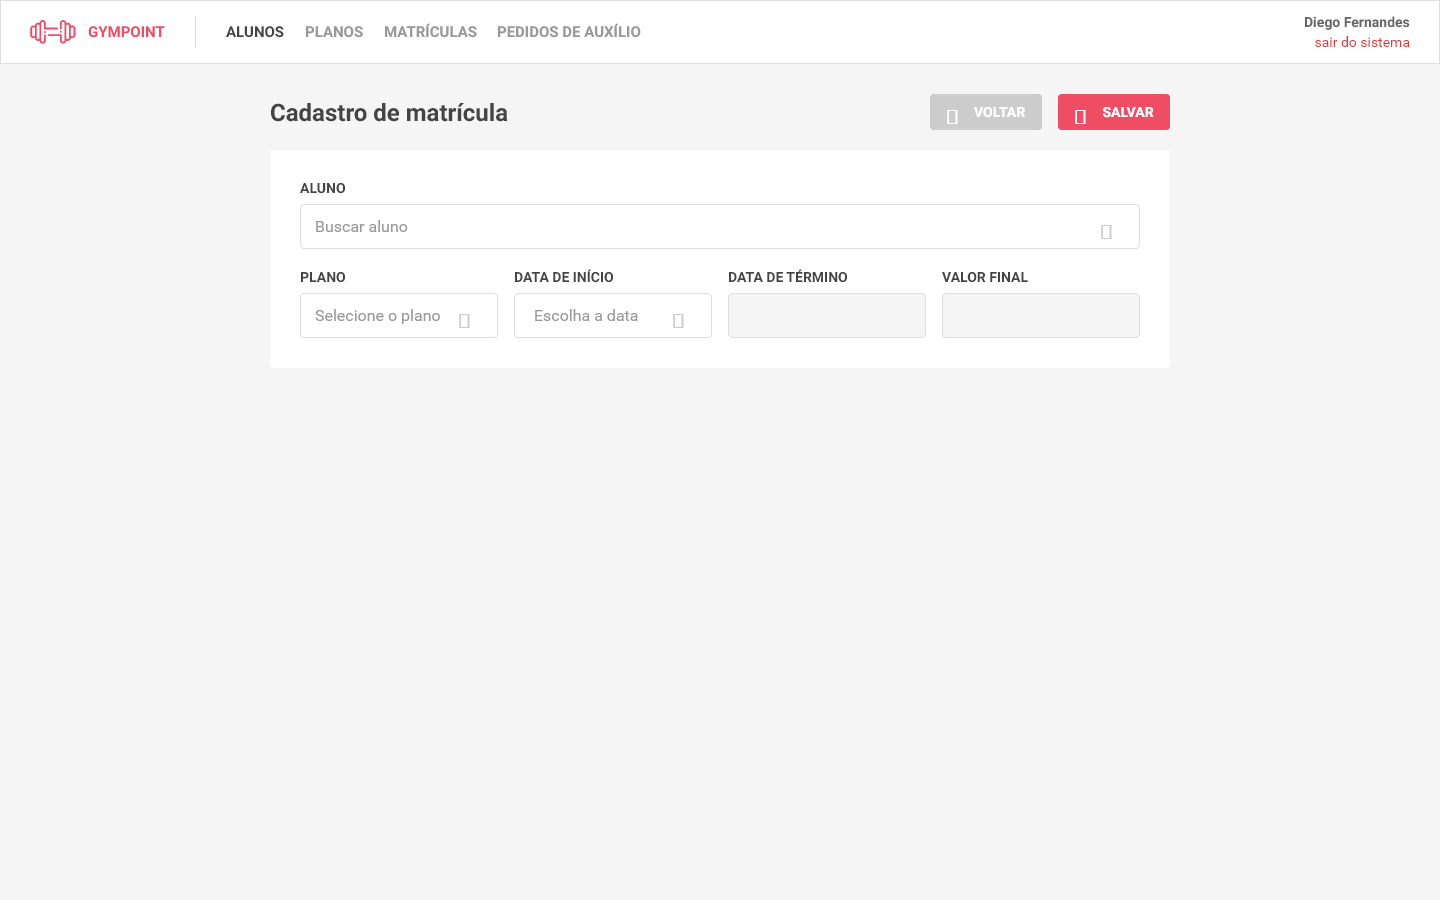 GYMPOINT
ALUNOS PLANOS MATRÍCULAS PEDIDOS DE AUXÍLIO
Diego Fernandes
sair do sistema
Cadastro de matrícula
VOLTAR SALVAR
ALUNO
Buscar aluno
PLANO DATA DE INÍCIO DATA DE TÉRMINO VALOR FINAL
Selecione o plano Escolha a data